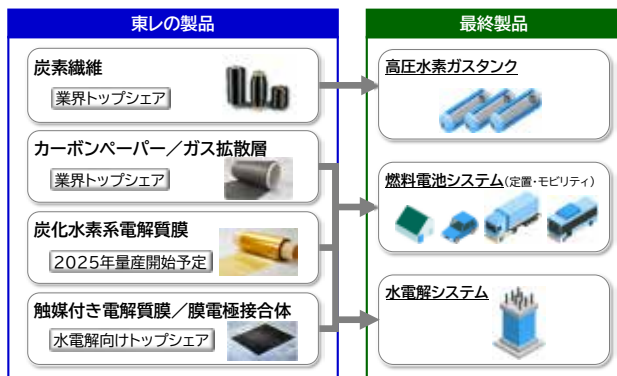 東レの製品
炭素繊維
業界トップシェア
カーボンペーパー／ガス拡散層
業界トップシェア
炭化水素系電解質膜
2025年量産開始予定
触媒付き電解質膜／膜電極接合体
水電解向けトップシェア
最終製品
高圧水素ガスタンク
燃料電池システム(定置・モビリティ)
水電解システム